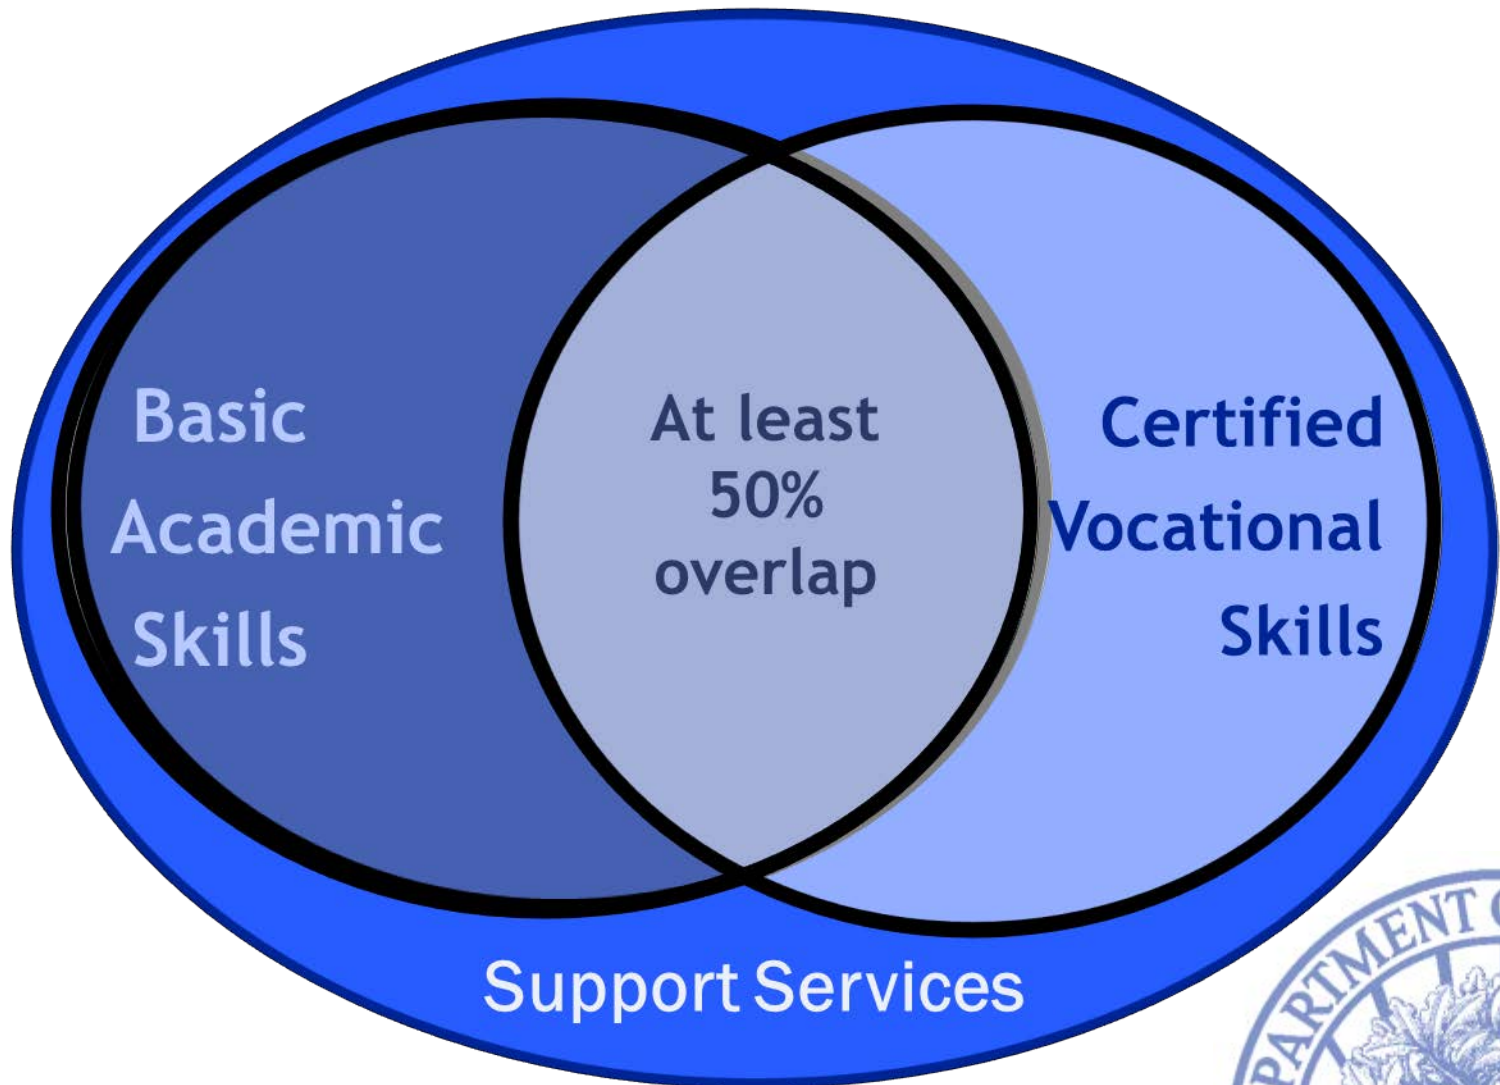 Basic
Academic
Skills
At least
50%
overlap
Certified
Vocational
Skills
Support Services